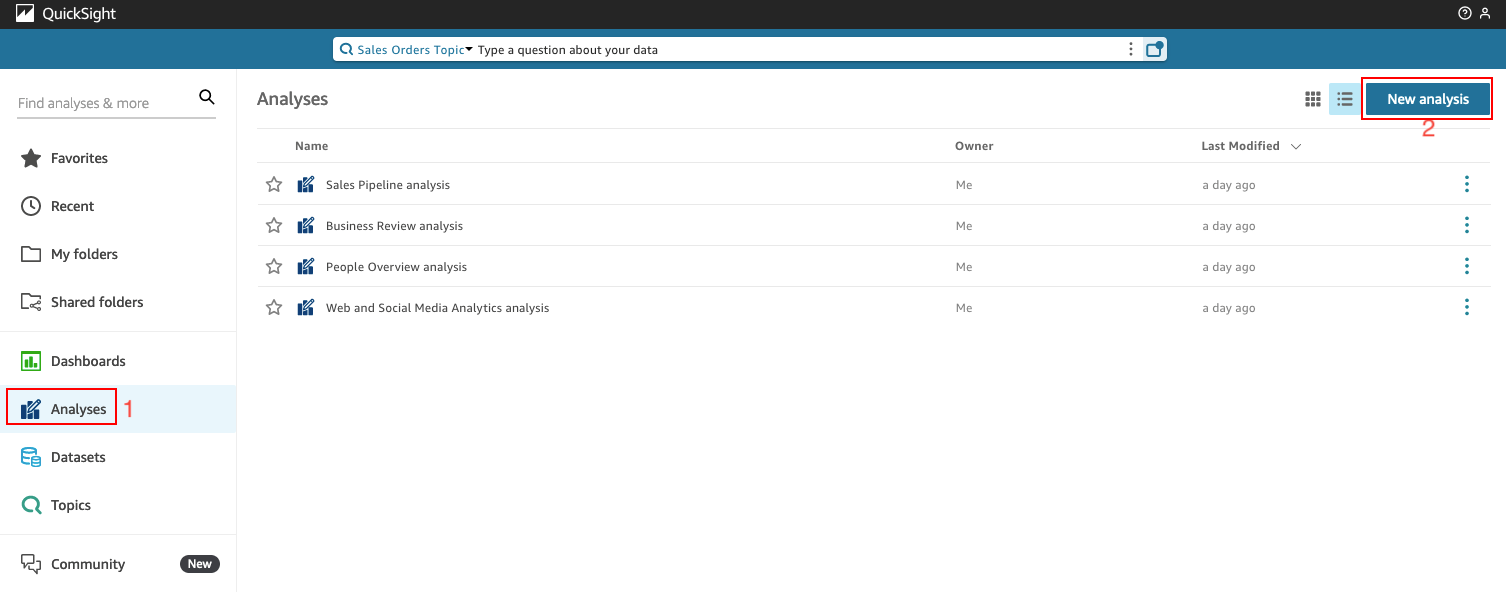 QuickSight
Sales Orders Topic Type a question about your data
Find analyses & more
Favorites
Recent
My folders
Shared folders
Dashboards
Analyses 1
Datasets
Topics
Community New
Analyses
New analysis
2
Name Owner Last Modified
Sales Pipeline analysis Me a day ago
Business Review analysis Me a day ago
People Overview analysis Me a day ago
Web and Social Media Analytics analysis Me a day ago